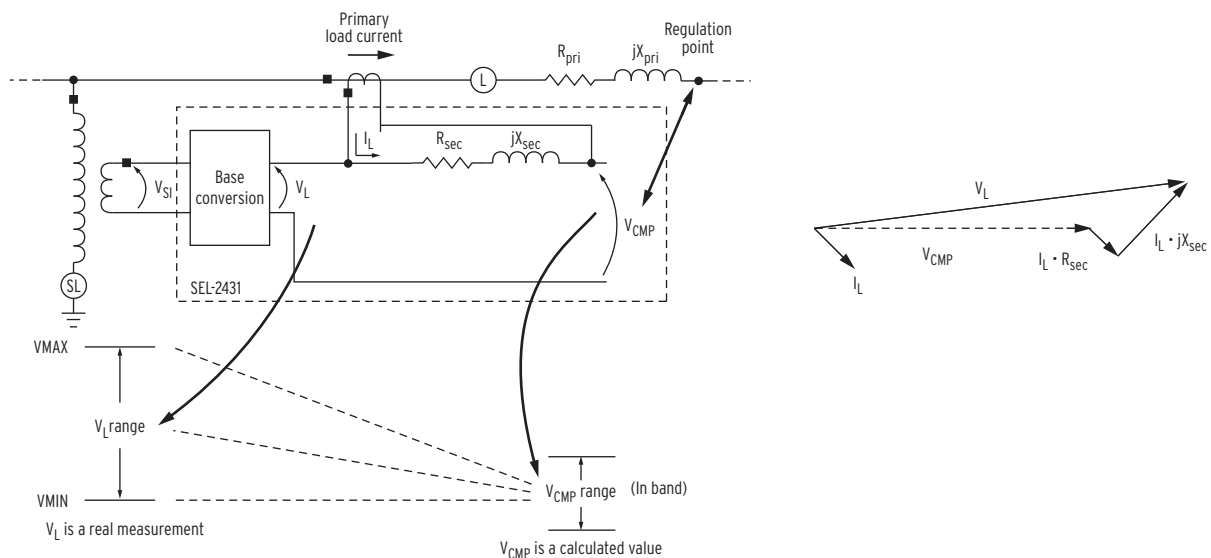 Primary
load current
Regulation
point
R_pri
jX_pri
L
I_L
R_sec
jX_sec
Base
conversion
V_SI
V_L
V_CMP
SEL-2431
SL
V_L
V_CMP
I_L · R_sec
I_L · jX_sec
I_L
VMAX
V_L range
VMIN
V_L is a real measurement
V_CMP range
(In band)
V_CMP is a calculated value